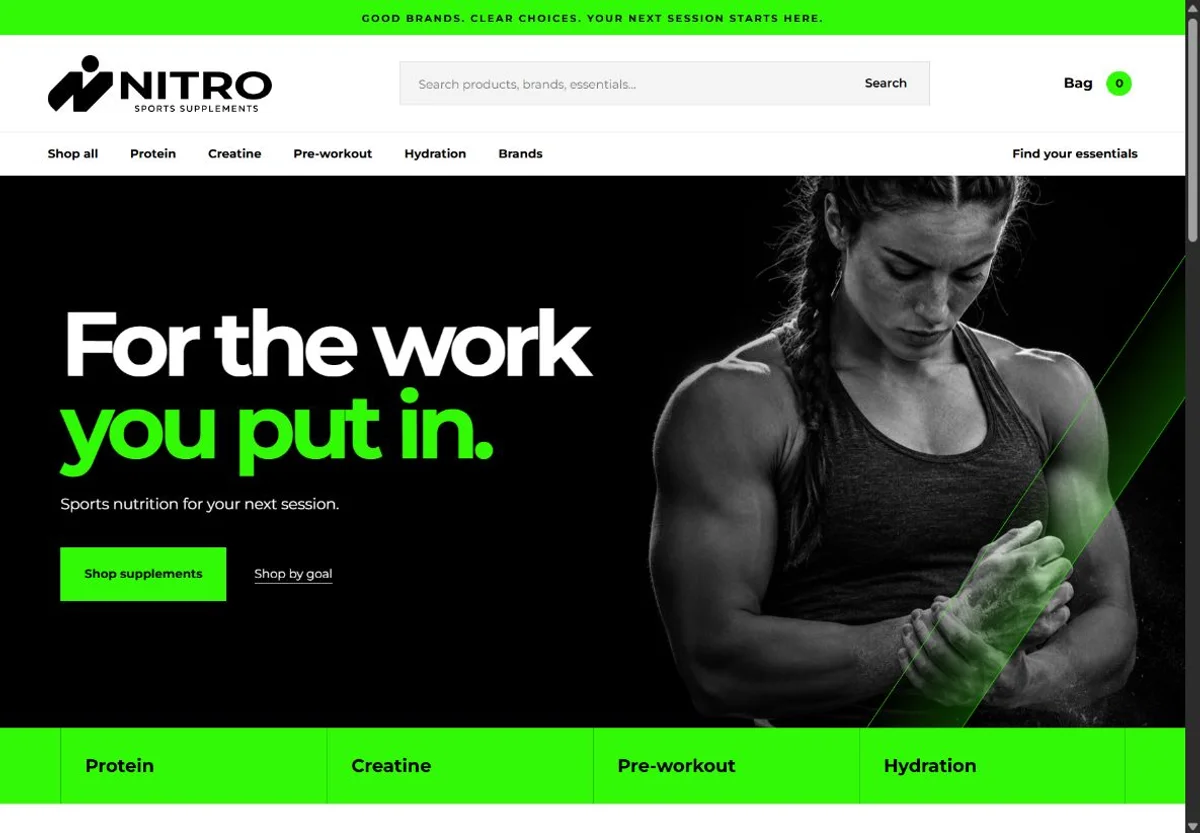 GOOD BRANDS. CLEAR CHOICES. YOUR NEXT SESSION STARTS HERE.
NITRO
SPORTS SUPPLEMENTS
Search products, brands, essentials...
Search
Bag
0
Shop all
Protein
Creatine
Pre-workout
Hydration
Brands
Find your essentials
For the work
you put in.
Sports nutrition for your next session.
Shop supplements
Shop by goal
Protein
Creatine
Pre-workout
Hydration